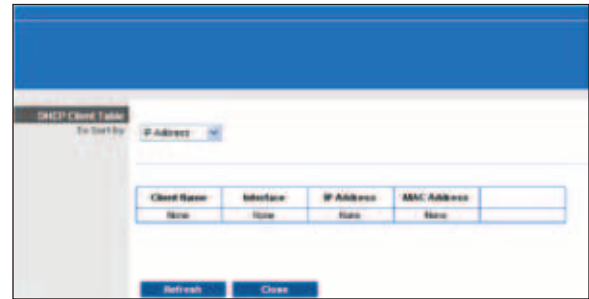 DHCP Client Table
To Sort by IP Address
Client Name Interface IP Address MAC Address
None None None None
Refresh Close